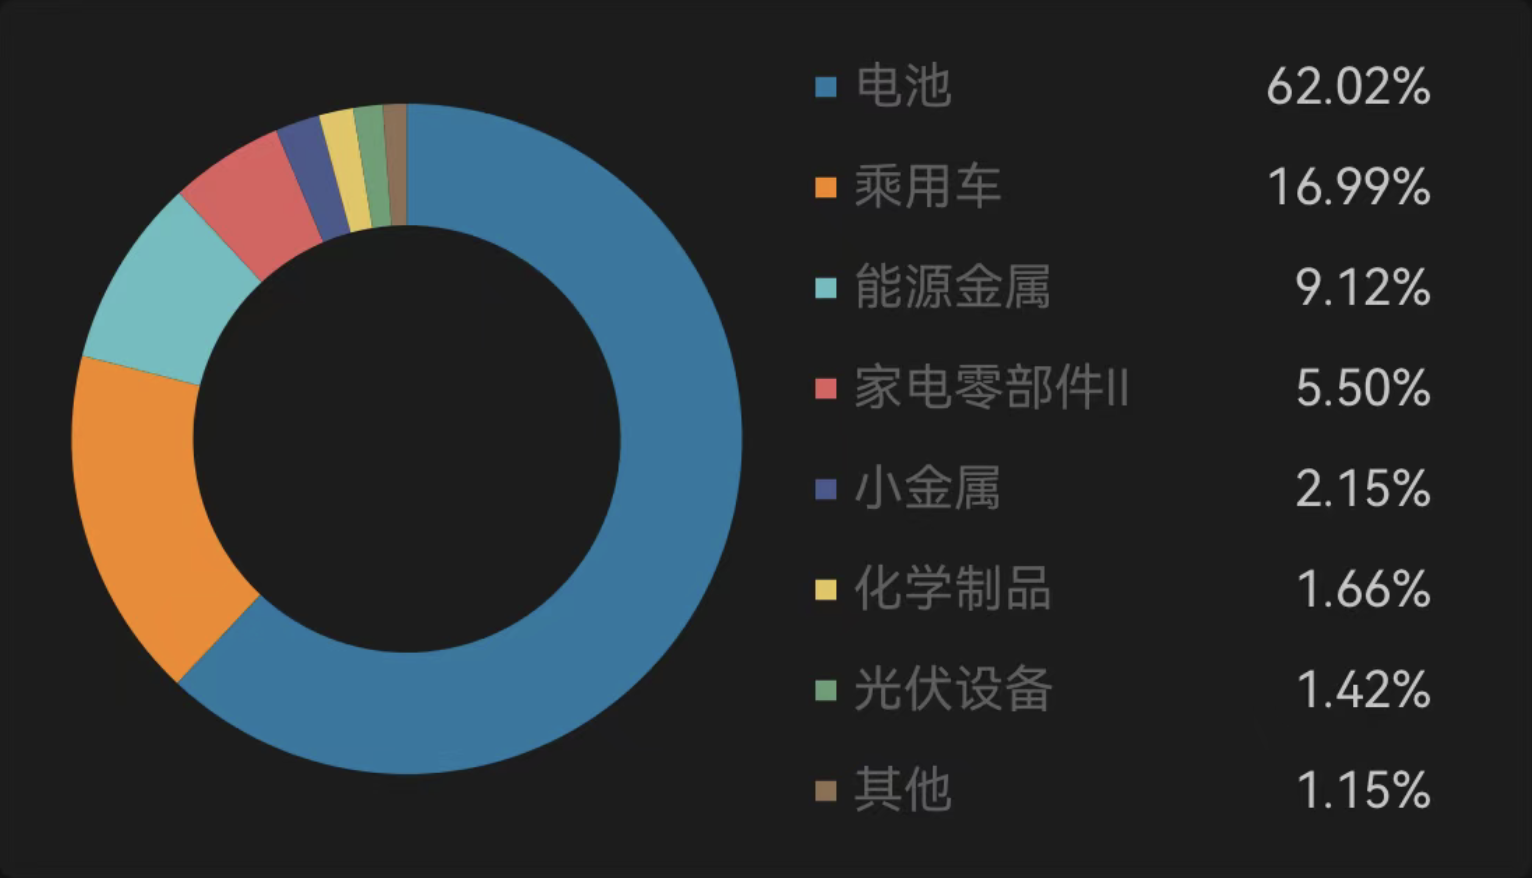 电池 62.02%
乘用车 16.99%
能源金属 9.12%
家电零部件II 5.50%
小金属 2.15%
化学制品 1.66%
光伏设备 1.42%
其他 1.15%